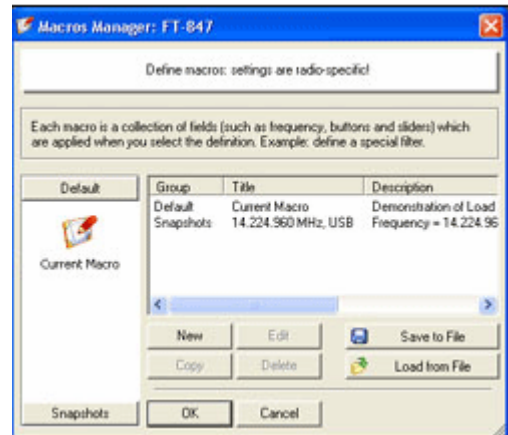 Macros Manager: FT-847
Define macros: settings are radio-specific!
Each macro is a collection of fields (such as frequency, buttons and sliders) which
are applied when you select the definition. Example: define a special filter.
Default
Current Macro
Snapshots
Group Title Description
Default Current Macro Demonstration of Load
Snapshots 14.224.960 MHz, USB Frequency = 14.224.96
New Edit Save to File
Copy Delete Load from File
OK Cancel